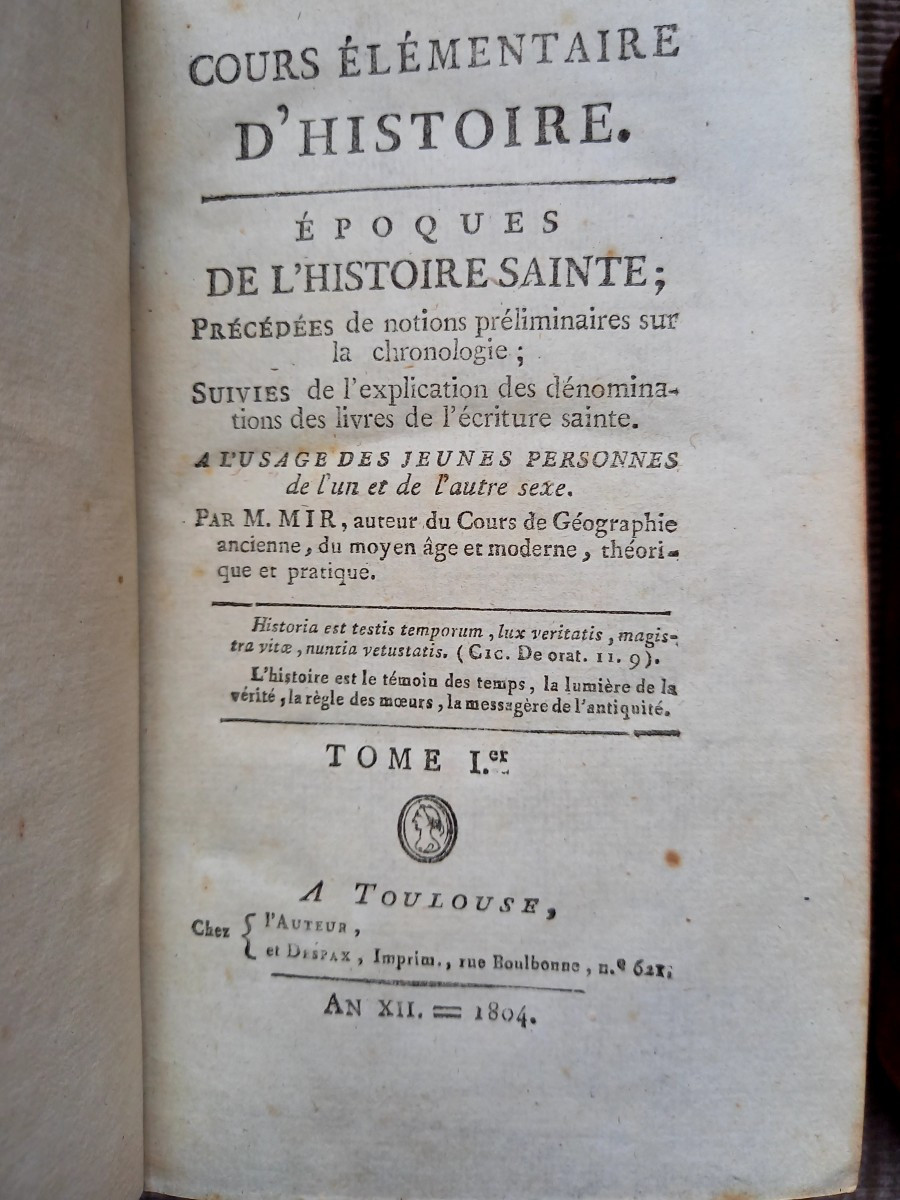 COURS ÉLÉMENTAIRE
D'HISTOIRE.
ÉPOQUES
DE L'HISTOIRE SAINTE;
PRÉCÉDÉES de notions préliminaires sur
la chronologie ;
SUIVIES de l'explication des dénomina-
tions des livres de l'écriture sainte.
A L'USAGE DES JEUNES PERSONNES
de l'un et de l'autre sexe.
PAR M. MIR, auteur du Cours de Géographie
ancienne, du moyen âge et moderne, théori-
que et pratique.
Historia est testis temporum, lux veritatis, magis-
tra vitæ, nuntia vetustatis. (CIC. De orat. 11. 9).
L'histoire est le témoin des temps, la lumière de la
vérité, la règle des mœurs, la messagère de l'antiquité.
TOME I.er
A TOULOUSE,
Chez { l'AUTEUR,
et DESPAX, Imprim., rue Boulbonne, n.º 621;
AN XII. = 1804.